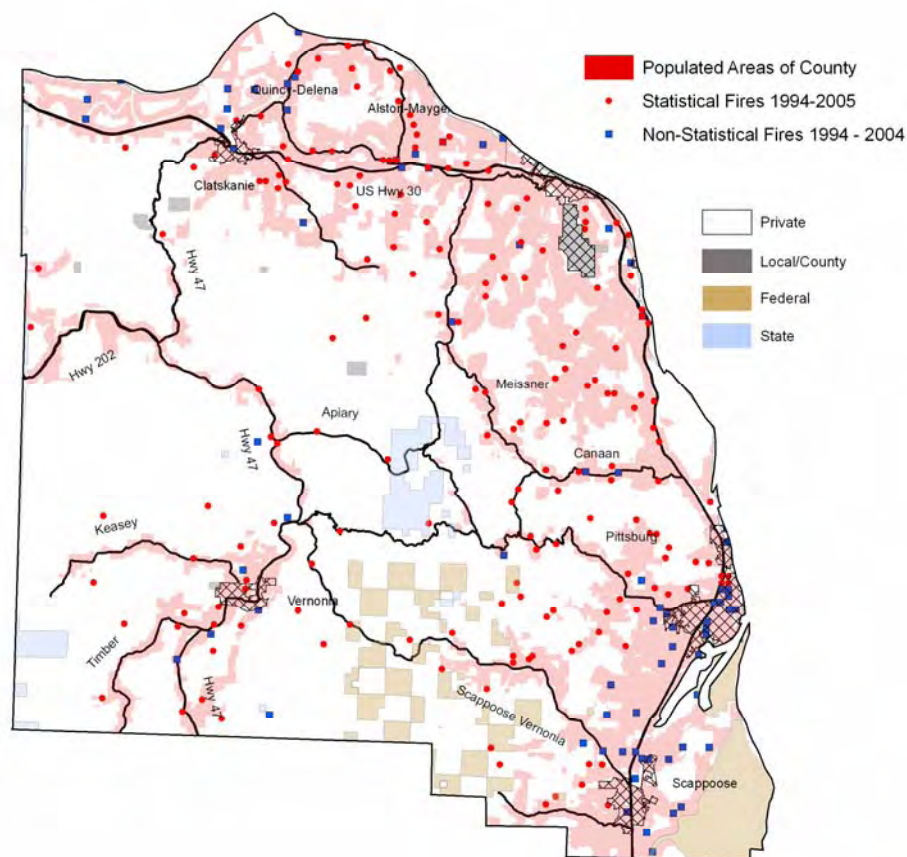 Populated Areas of County
Statistical Fires 1994-2005
Non-Statistical Fires 1994 - 2004
Private
Local/County
Federal
State
Quincy-Delena
Alston-Mayger
Clatskanie
US Hwy 30
Hwy 47
Hwy 202
Meissner
Apiary
Hwy 47
Canaan
Keasey
Pittsburg
Vernonia
Timber
Hwy 47
Scappoose Vernonia
Scappoose